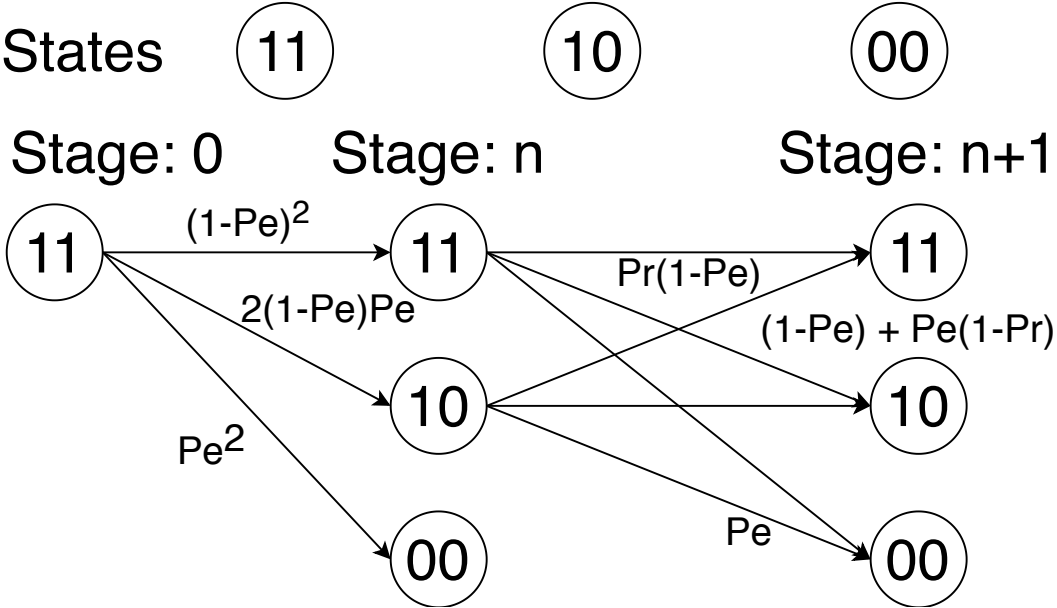 States 11 10 00
Stage: 0 Stage: n Stage: n+1
(1-Pe)²
11 11 11
Pr(1-Pe)
2(1-Pe)Pe
(1-Pe) + Pe(1-Pr)
10 10
Pe²
Pe
00 00